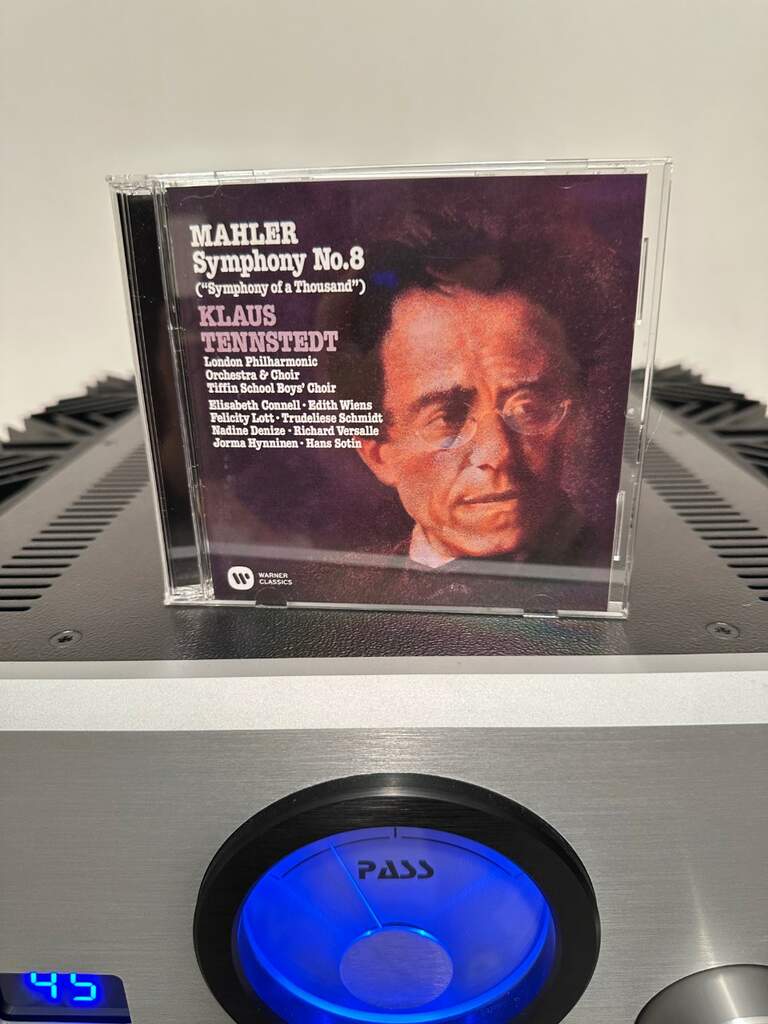 MAHLER
Symphony No.8
("Symphony of a Thousand")
KLAUS
TENNSTEDT
London Philharmonic
Orchestra & Choir
Tiffin School Boys' Choir
Elisabeth Connell · Edith Wiens
Felicity Lott · Trudeliese Schmidt
Nadine Denize · Richard Versalle
Jorma Hynninen · Hans Sotin
WARNER
CLASSICS
PASS
45